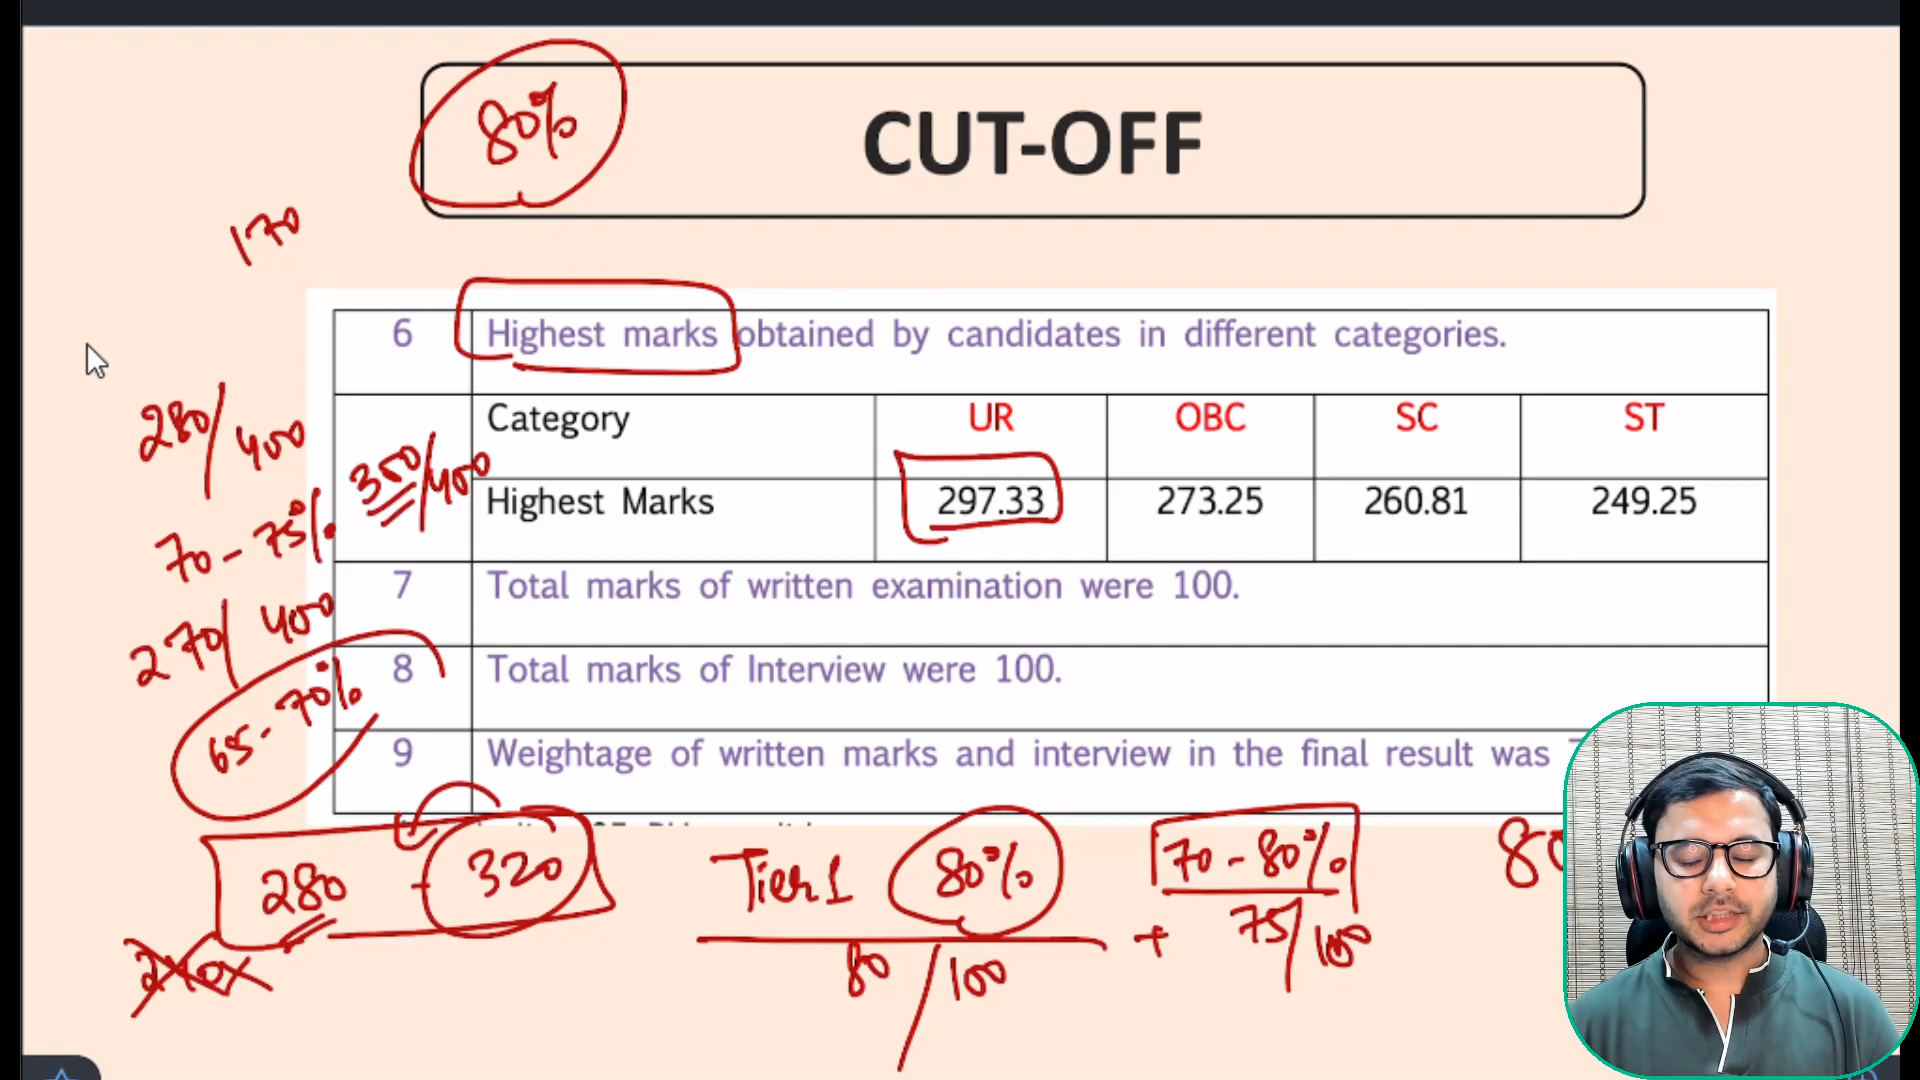 80%
CUT-OFF
170
6 Highest marks obtained by candidates in different categories.
Category UR OBC SC ST
Highest Marks 297.33 273.25 260.81 249.25
280/400
350/400
70-75%
7 Total marks of written examination were 100.
270/400
8 Total marks of Interview were 100.
65-70%
9 Weightage of written marks and interview in the final result was
280 - 320
Tier 1 80%
70-80%
80
80/100 + 75/100